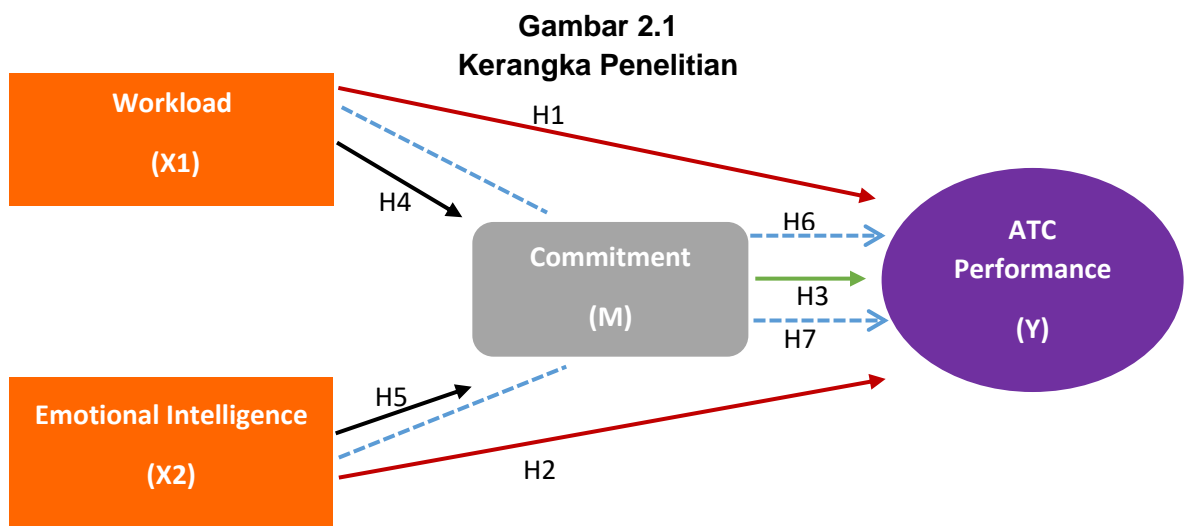 Gambar 2.1
Kerangka Penelitian
Workload
(X1)
H1
H4
Commitment
(M)
H6
H3
H7
ATC
Performance
(Y)
Emotional Intelligence
(X2)
H5
H2